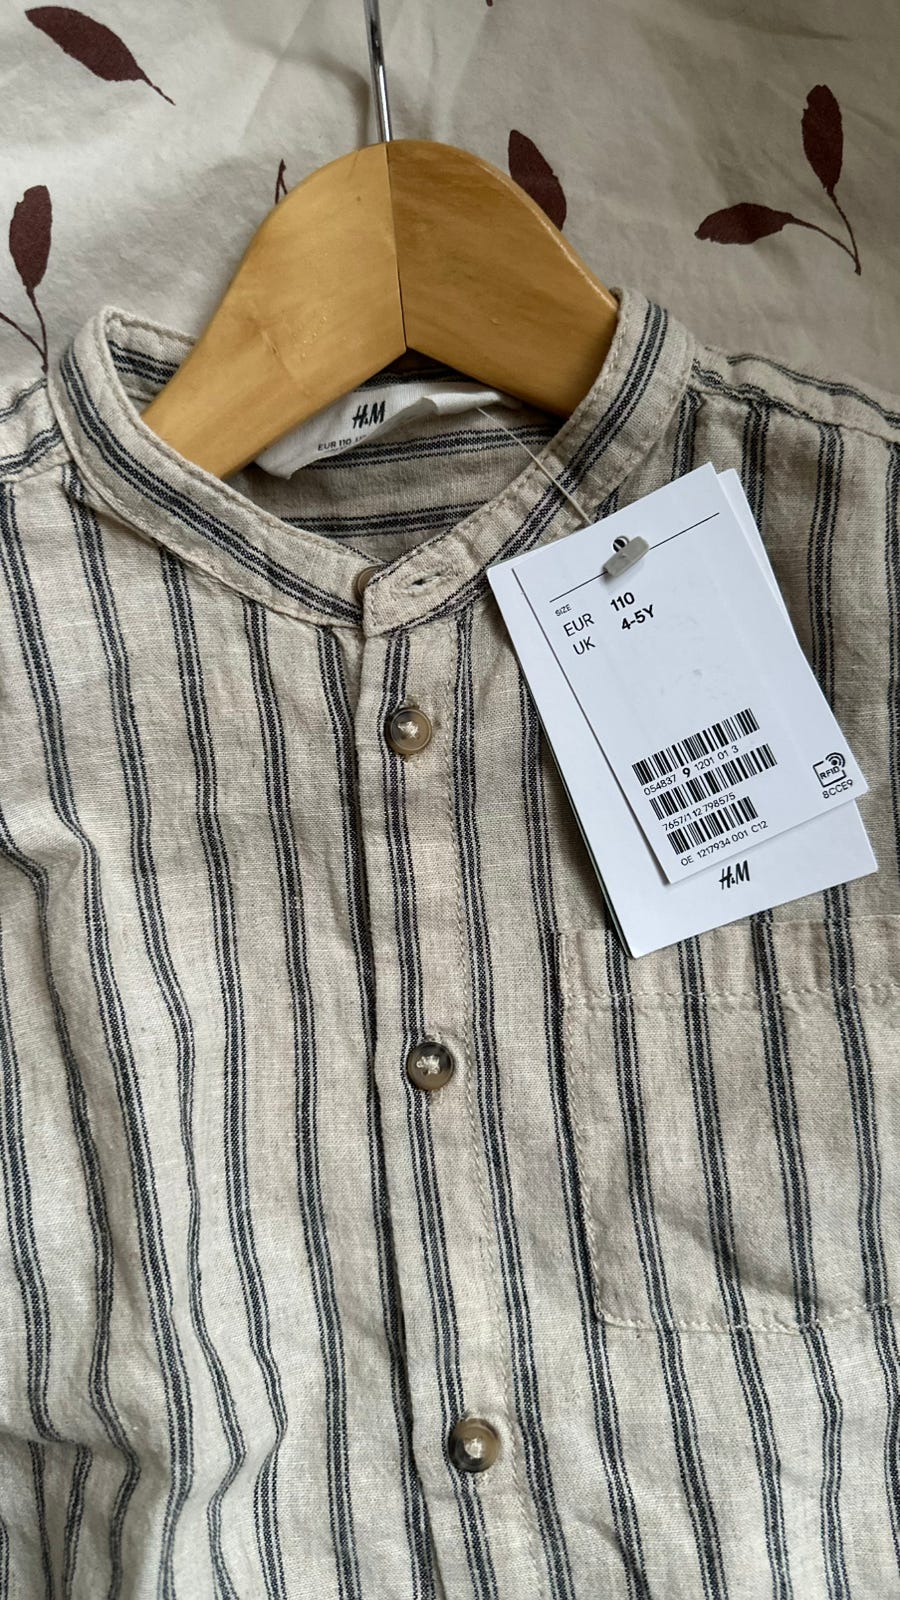 H&M
EUR 110
SIZE
EUR 110
UK 4-5Y
054837 9 1201 01 3
7657/1 12 798575
OE 1217934 001 C12
RFID
8CCE9
H&M